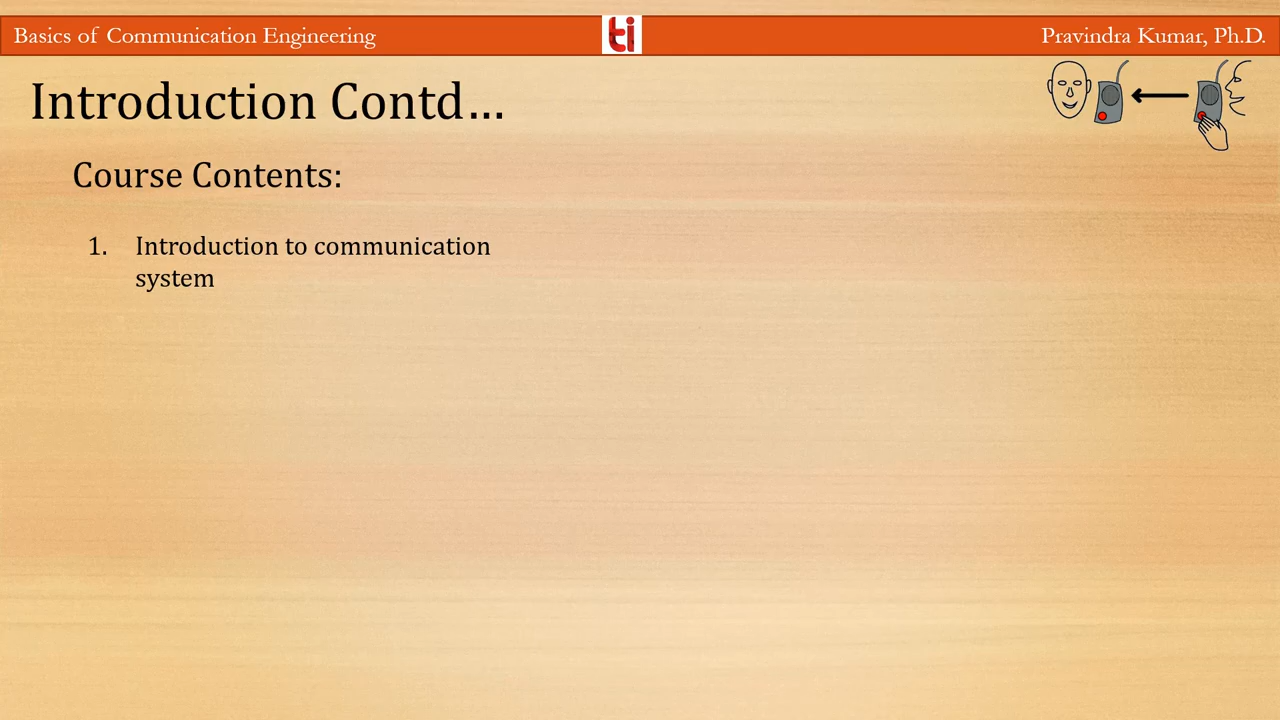 Basics of Communication Engineering
ti
Pravindra Kumar, Ph.D.
Introduction Contd...
Course Contents:
1. Introduction to communication
system